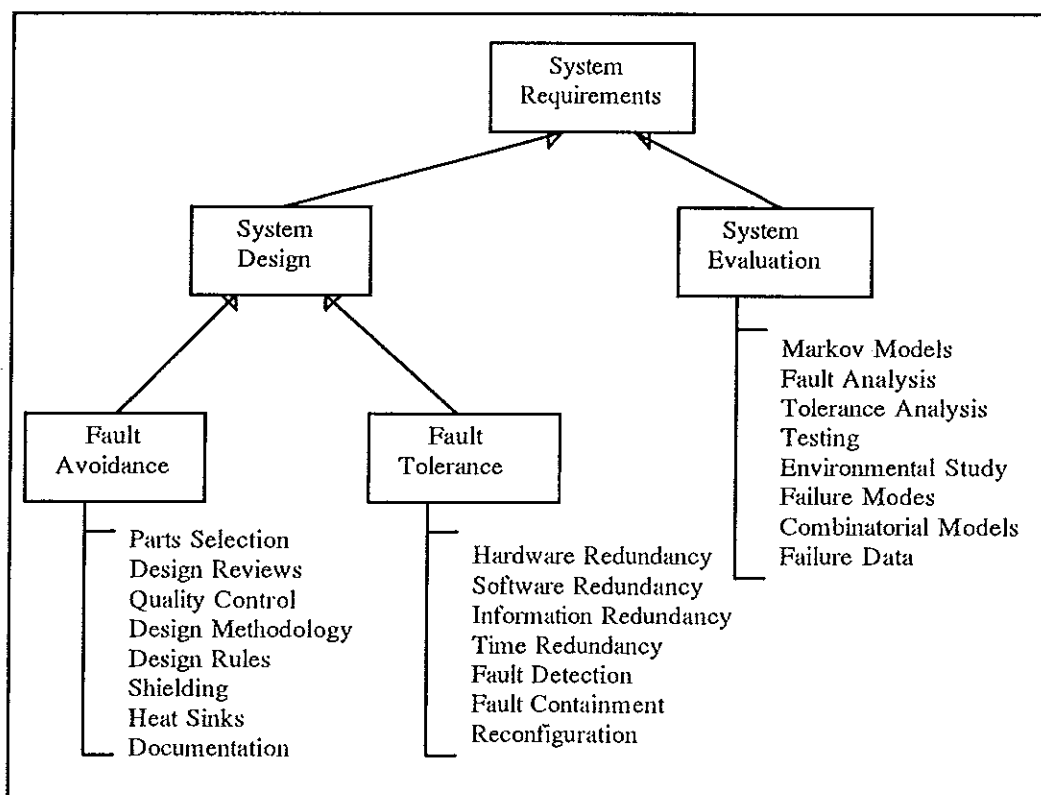 System
Requirements
System
Design
System
Evaluation
Markov Models
Fault Analysis
Tolerance Analysis
Testing
Environmental Study
Failure Modes
Combinatorial Models
Failure Data
Fault
Avoidance
Parts Selection
Design Reviews
Quality Control
Design Methodology
Design Rules
Shielding
Heat Sinks
Documentation
Fault
Tolerance
Hardware Redundancy
Software Redundancy
Information Redundancy
Time Redundancy
Fault Detection
Fault Containment
Reconfiguration